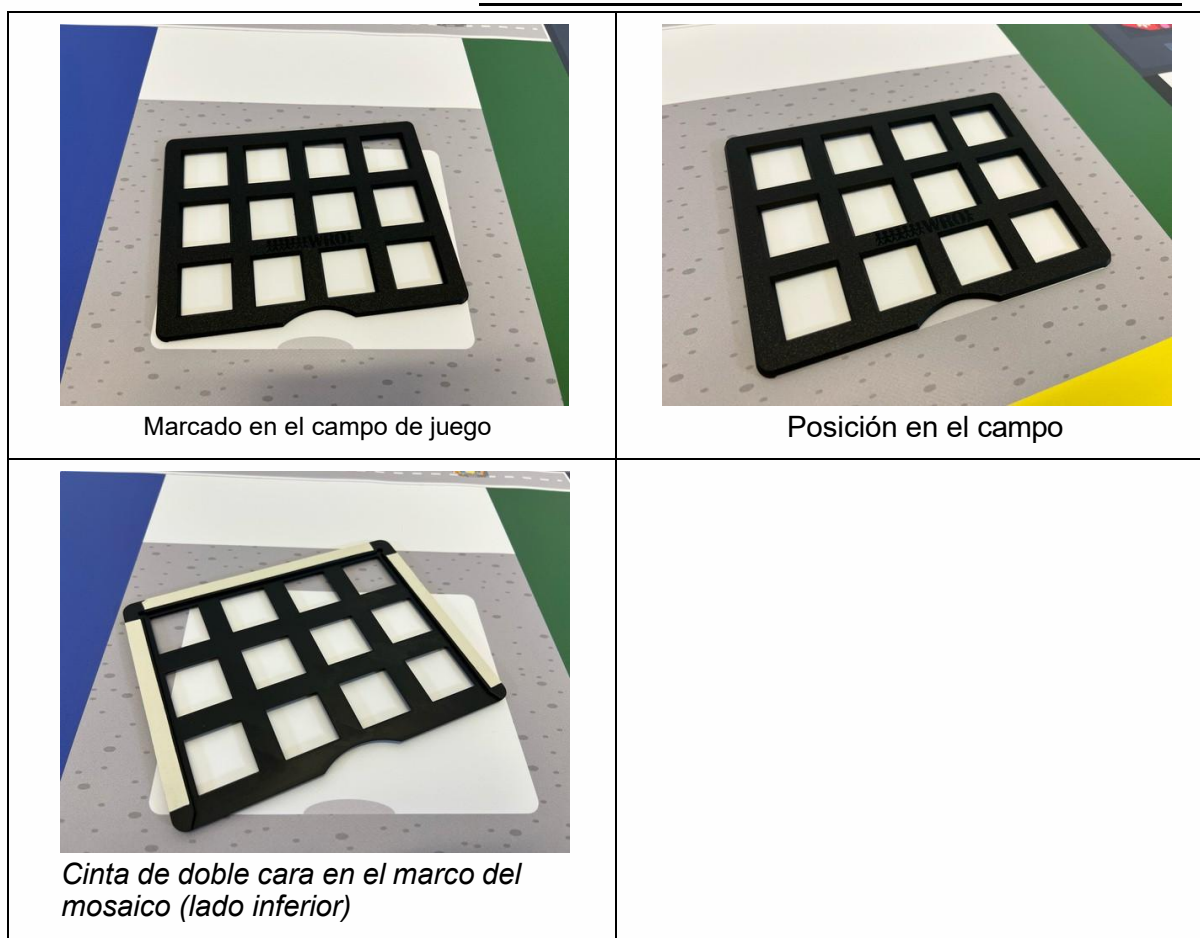 Marcado en el campo de juego
Posición en el campo
Cinta de doble cara en el marco del
mosaico (lado inferior)